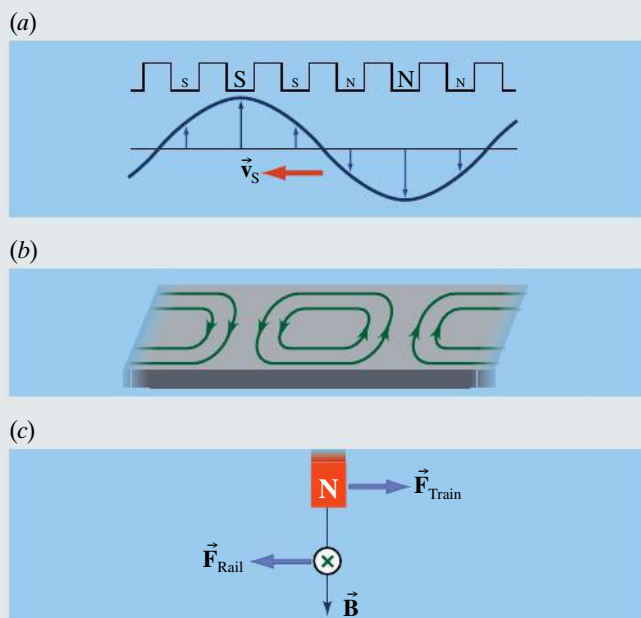 (a)
S S S N N N
v⃗S
(b)
(c)
N F⃗Train
F⃗Rail ×
B⃗